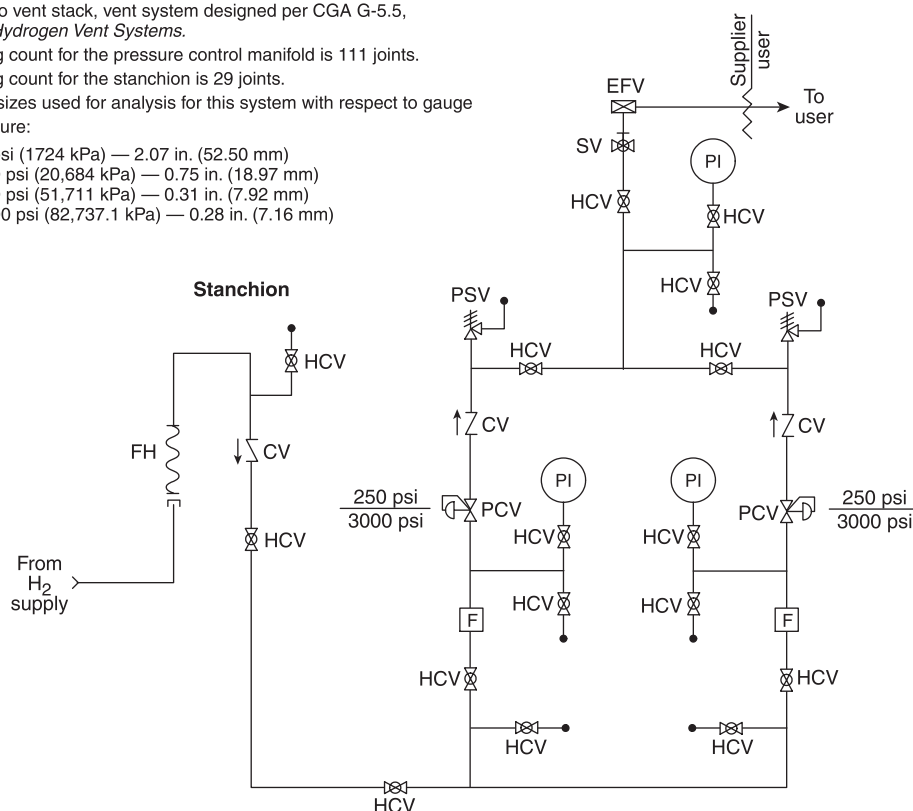 o vent stack, vent system designed per CGA G-5.5,
Hydrogen Vent Systems.
g count for the pressure control manifold is 111 joints.
g count for the stanchion is 29 joints.
sizes used for analysis for this system with respect to gauge
ure:
si (1724 kPa) — 2.07 in. (52.50 mm)
psi (20,684 kPa) — 0.75 in. (18.97 mm)
psi (51,711 kPa) — 0.31 in. (7.92 mm)
00 psi (82,737.1 kPa) — 0.28 in. (7.16 mm)
Supplier
user
EFV
To
user
SV
PI
HCV
HCV
HCV
Stanchion
PSV
PSV
HCV
HCV
HCV
FH
CV
CV
CV
PI
PI
250 psi
3000 psi
PCV
PCV
250 psi
3000 psi
HCV
HCV
HCV
From
H2
supply
HCV
HCV
F
F
HCV
HCV
HCV
HCV
HCV